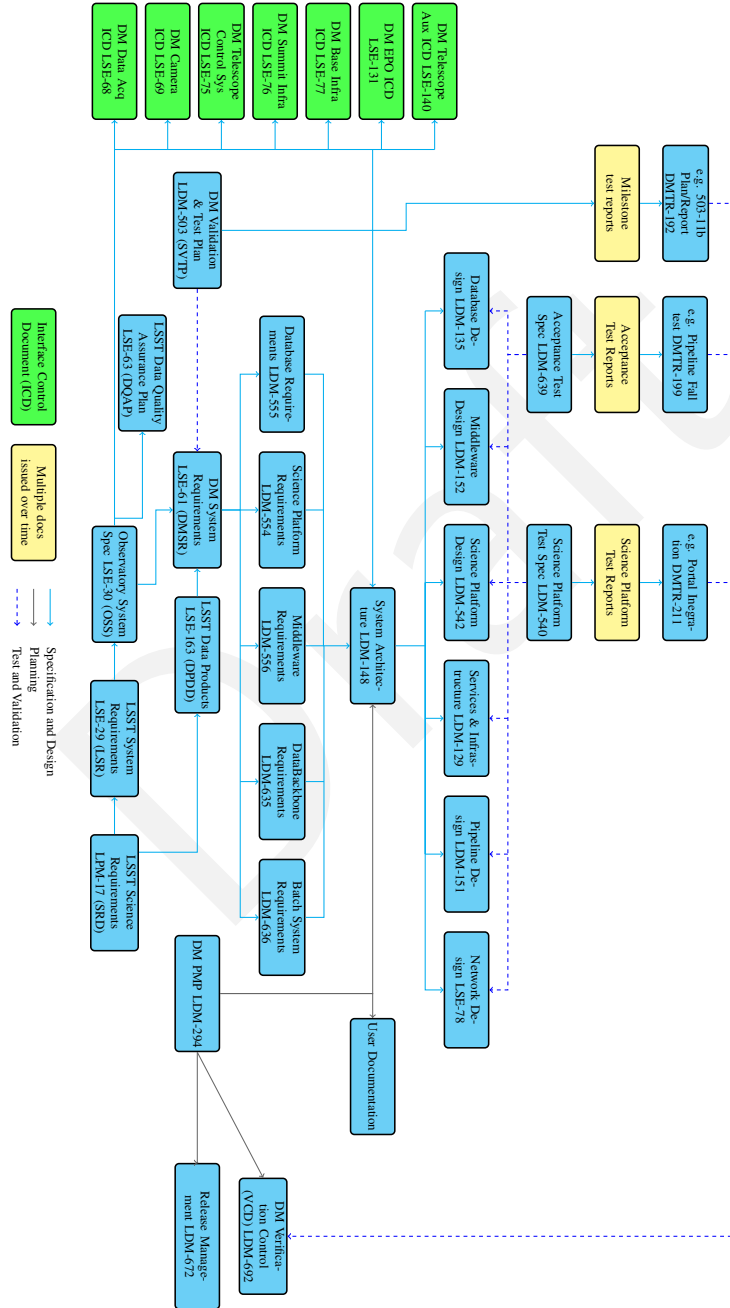 e.g. 503-11b
Plan/Report
DMTR-192
e.g. Pipeline Fall
test DMTR-199
e.g. Portal Inegra-
tion DMTR-211
Milestone
test reports
Acceptance
Test Reports
Science Platform
Test Reports
Acceptance Test
Spec LDM-639
Science Platform
Test Spec LDM-540
Database De-
sign LDM-135
Middleware
Design LDM-152
Science Platform
Design LDM-542
Services & Infras-
tructure LDM-129
Pipeline De-
sign LDM-151
Network De-
sign LSE-78
DM Telescope
Aux ICD LSE-140
DM EPO ICD
LSE-131
System Architec-
ture LDM-148
User Documentation
DM Base Infra
ICD LSE-77
Database Require-
ments LDM-555
Science Platform
Requirements
LDM-554
Middleware
Requirements
LDM-556
DataBackbone
Requirements
LDM-635
Batch System
Requirements
LDM-636
DM Summit Infra
ICD LSE-76
DM Verifica-
tion Control
(VCD) LDM-692
DM Telescope
Control Sys
ICD LSE-75
DM Validation
& Test Plan
LDM-503 (SVTP)
DM System
Requirements
LSE-61 (DMSR)
LSST Data Products
LSE-163 (DPDD)
DM PMP LDM-294
Release Manage-
ment LDM-672
DM Camera
ICD LSE-69
LSST Data Quality
Assurance Plan
LSE-63 (DQAP)
DM Data Acq
ICD LSE-68
Observatory System
Spec LSE-30 (OSS)
LSST System
Requirements
LSE-29 (LSR)
LSST Science
Requirements
LPM-17 (SRD)
Interface Control
Document (ICD)
Multiple docs
issued over time
Specification and Design
Planning
Test and Validation
Draft